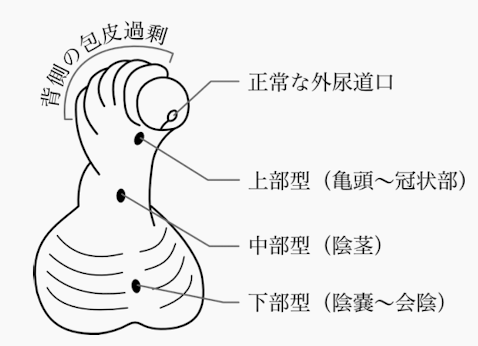 背側の包皮過剰
正常な外尿道口
上部型（亀頭〜冠状部）
中部型（陰茎）
下部型（陰嚢〜会陰）